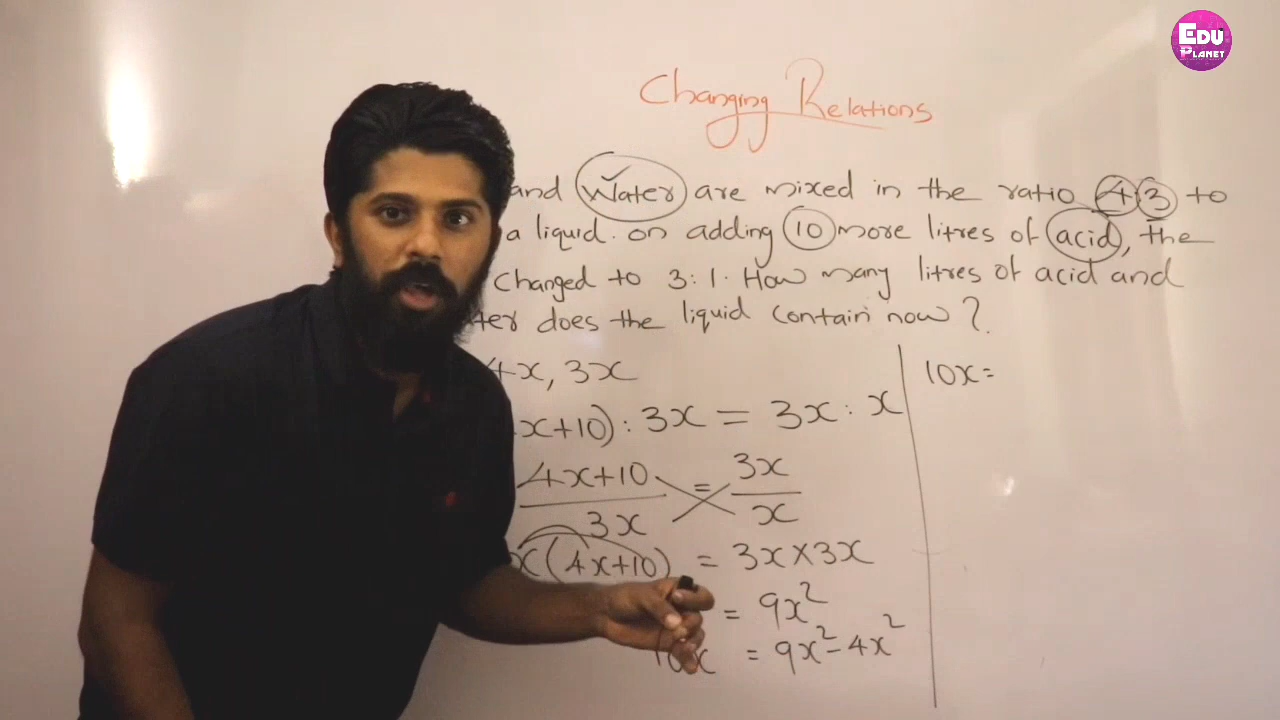 EDU PLANET
Changing Relations
and Water are mixed in the ratio 4:3 to
a liquid. on adding 10 more litres of acid, the
changed to 3:1. How many litres of acid and
ter does the liquid contain now?
4x, 3x
x+10) : 3x = 3x : x
4x+10 / 3x = 3x / x
x(4x+10) = 3x×3x
= 9x²
10x = 9x²-4x²
10x =